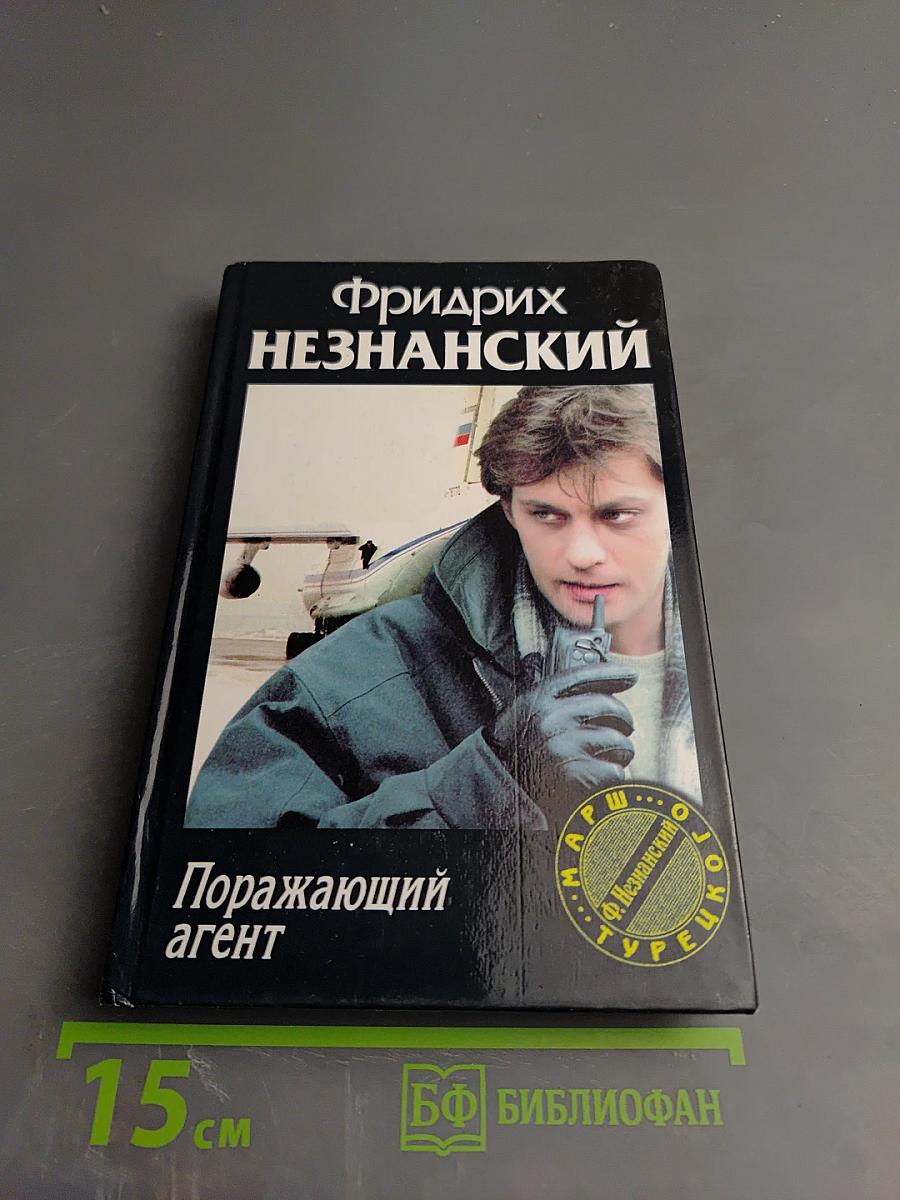 Фридрих
НЕЗНАНСКИЙ
Поражающий
агент
МАРШ
Ф. Незнанский
ТУРЕЦКОГО
15 см
БФ БИБЛИОФАН